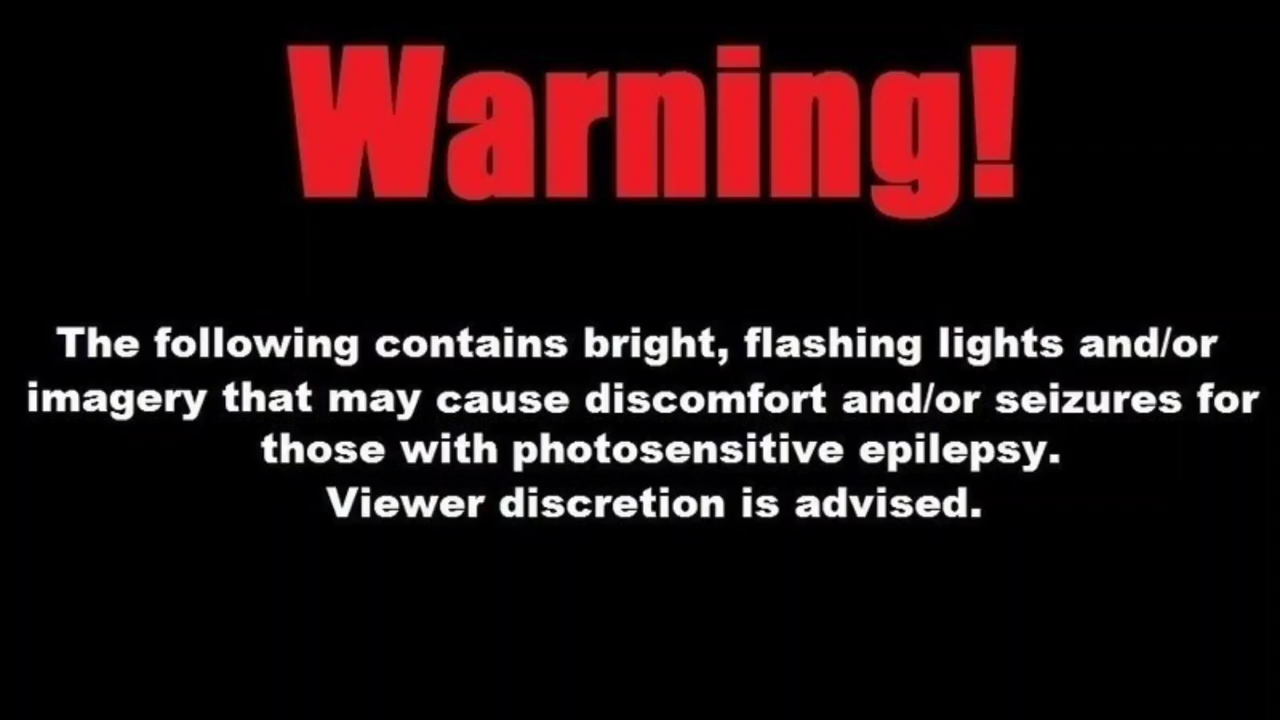 Warning!
The following contains bright, flashing lights and/or
imagery that may cause discomfort and/or seizures for
those with photosensitive epilepsy.
Viewer discretion is advised.